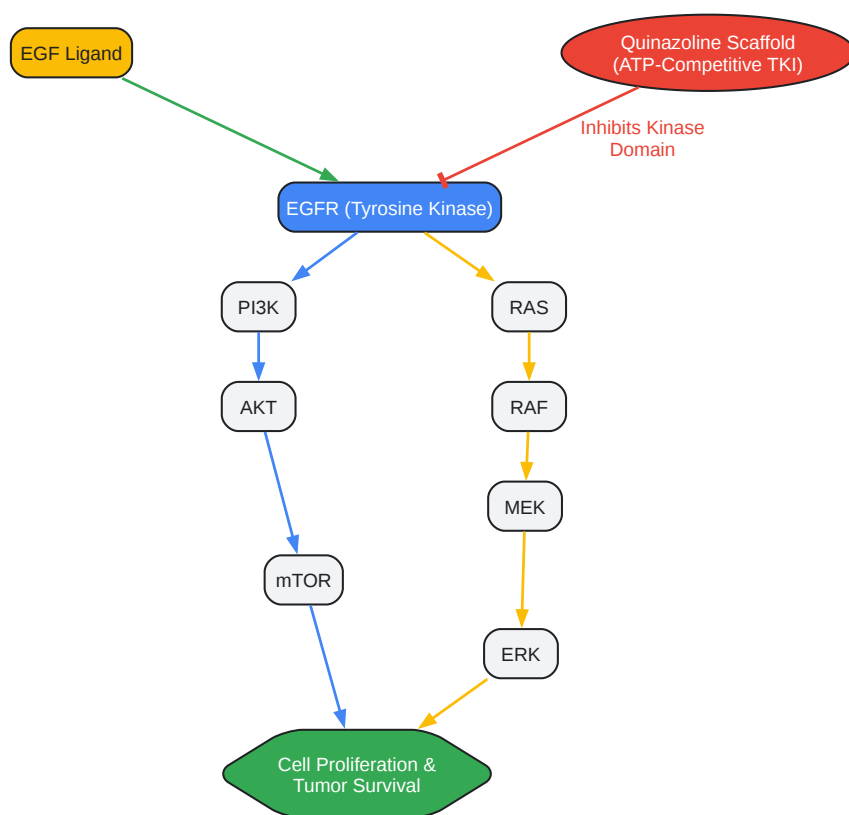 EGF Ligand
Quinazoline Scaffold
(ATP-Competitive TKI)
Inhibits Kinase
Domain
EGFR (Tyrosine Kinase)
PI3K
RAS
AKT
RAF
MEK
mTOR
ERK
Cell Proliferation &
Tumor Survival